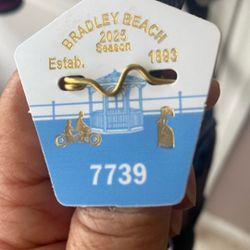 BRADLEY BEACH
2025
Season
Estab. 1893
7739